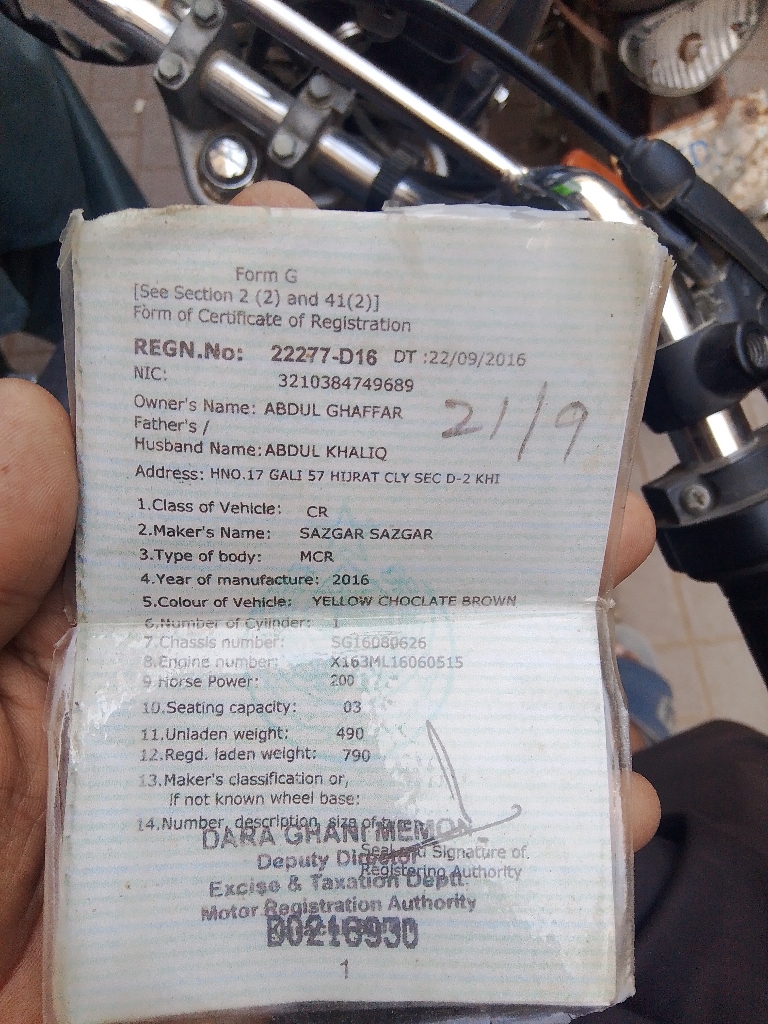 Form G
[See Section 2 (2) and 41(2)]
Form of Certificate of Registration
REGN.No: 22277-D16 DT :22/09/2016
NIC: 3210384749689
Owner's Name: ABDUL GHAFFAR
Father's /
Husband Name: ABDUL KHALIQ
21/9
Address: HNO.17 GALI 57 HIJRAT CLY SEC D-2 KHI
1.Class of Vehicle: CR
2.Maker's Name: SAZGAR SAZGAR
3.Type of body: MCR
4.Year of manufacture: 2016
5.Colour of Vehicle: YELLOW CHOCLATE BROWN
6.Number of Cylinder: 1
7.Chassis number: SG16080626
8.Engine number: X163ML16060515
9 Horse Power: 200
10.Seating capacity: 03
11.Unladen weight: 490
12.Regd. laden weight: 790
13.Maker's classification or,
if not known wheel base:
14.Number, description, size of
DARA GHANI MEMON
Deputy Director
Seal and Signature of
Registering Authority
Excise & Taxation Deptt.
Motor Registration Authority
1